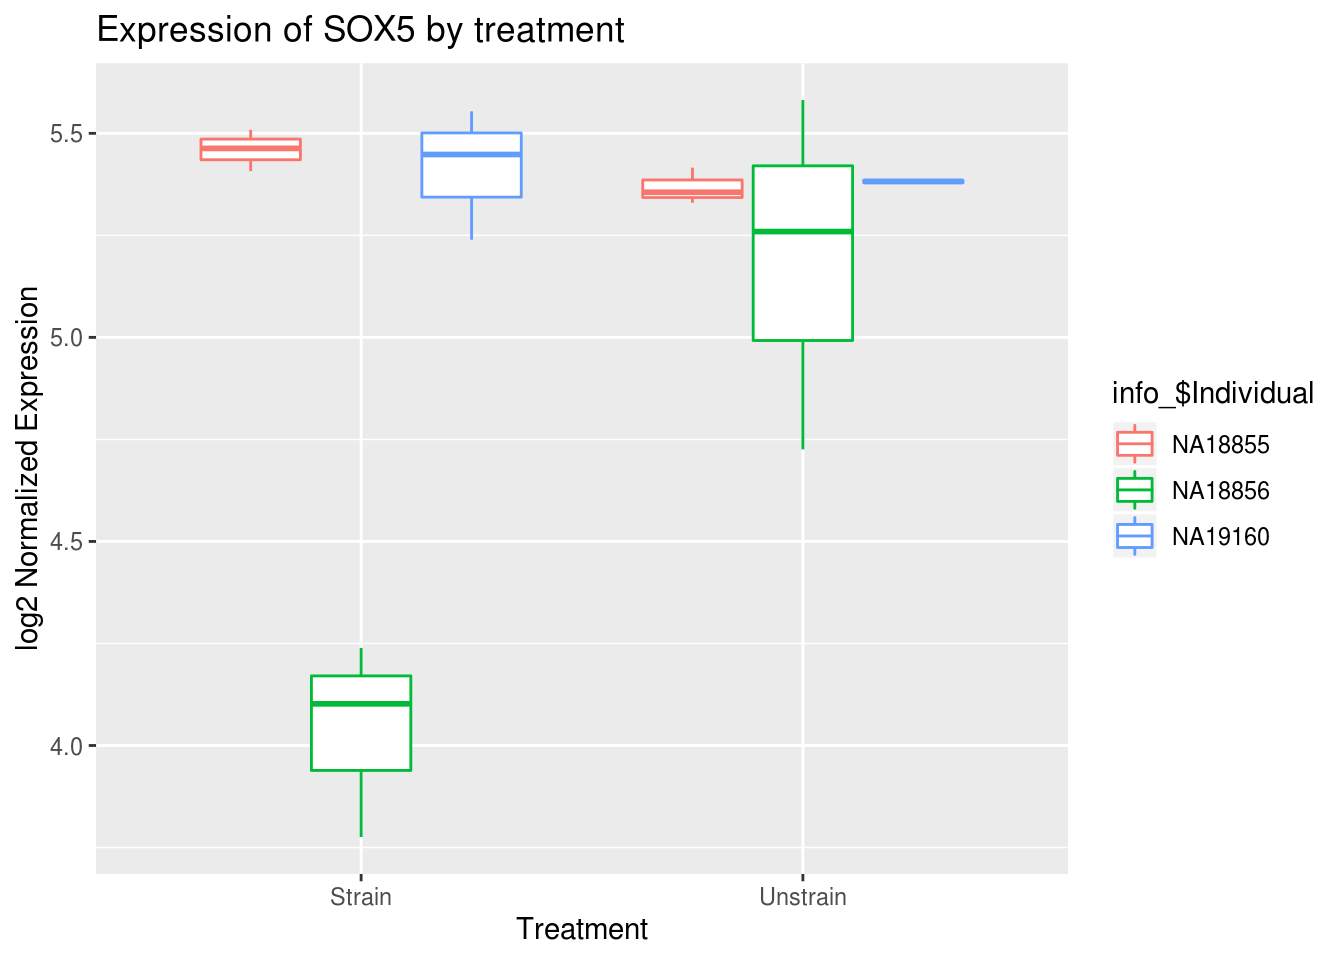 Expression of SOX5 by treatment
log2 Normalized Expression
5.5
5.0
4.5
4.0
Strain
Unstrain
Treatment
info_$Individual
NA18855
NA18856
NA19160